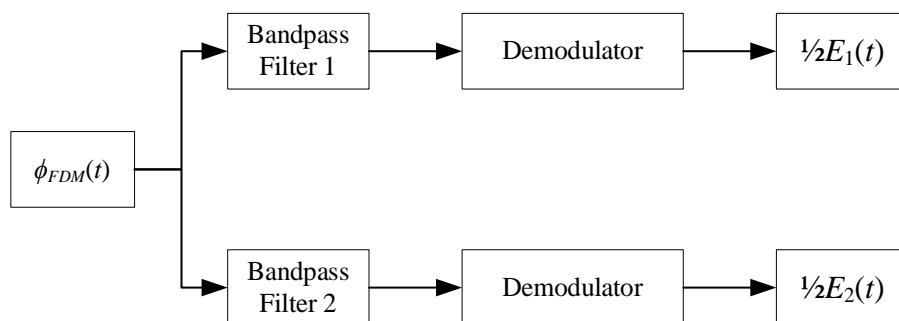 Bandpass
Filter 1
Demodulator
½E₁(t)
ϕFDM(t)
Bandpass
Filter 2
Demodulator
½E₂(t)